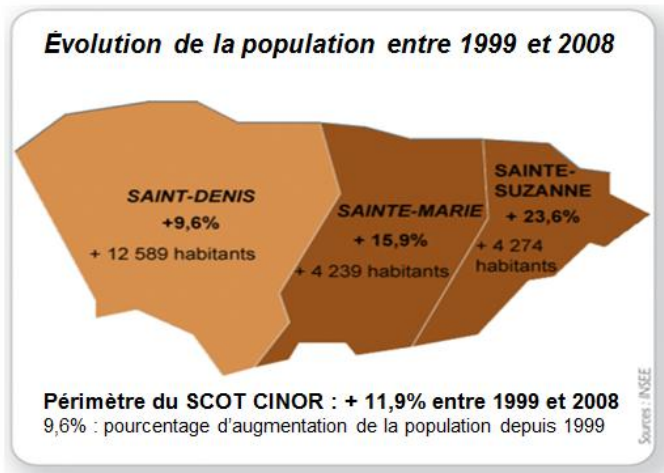 Évolution de la population entre 1999 et 2008
SAINT-DENIS
+9,6%
+ 12 589 habitants
SAINTE-MARIE
+ 15,9%
+ 4 239 habitants
SAINTE-
SUZANNE
+ 23,6%
+ 4 274
habitants
Périmètre du SCOT CINOR : + 11,9% entre 1999 et 2008
9,6% : pourcentage d'augmentation de la population depuis 1999
Sources : INSEE